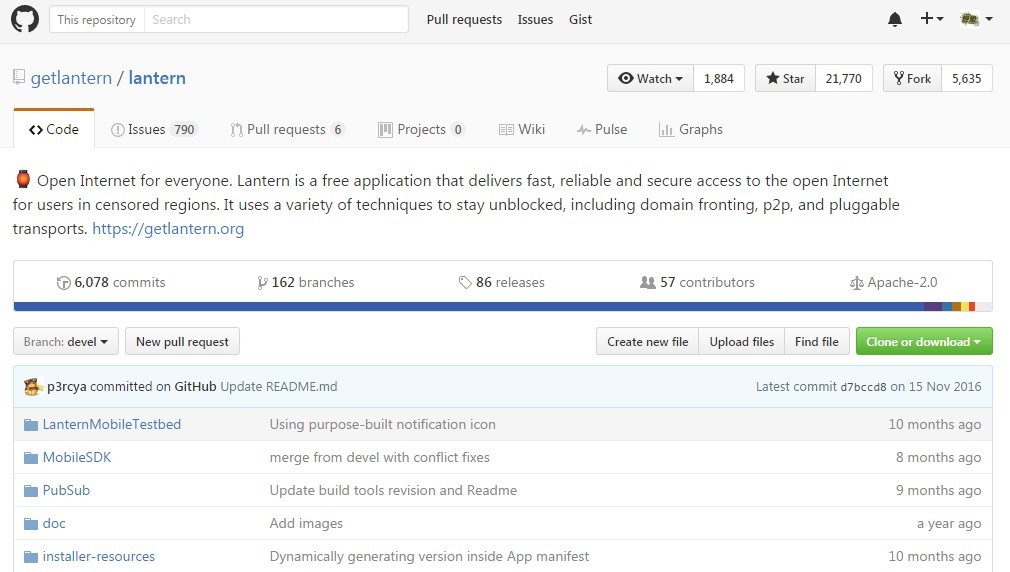 This repository Search Pull requests Issues Gist
getlantern / lantern Watch 1,884 Star 21,770 Fork 5,635
Code Issues 790 Pull requests 6 Projects 0 Wiki Pulse Graphs
Open Internet for everyone. Lantern is a free application that delivers fast, reliable and secure access to the open Internet
for users in censored regions. It uses a variety of techniques to stay unblocked, including domain fronting, p2p, and pluggable
transports. https://getlantern.org
6,078 commits 162 branches 86 releases 57 contributors Apache-2.0
Branch: devel New pull request Create new file Upload files Find file Clone or download
p3rcya committed on GitHub Update README.md Latest commit d7bccd8 on 15 Nov 2016
LanternMobileTestbed Using purpose-built notification icon 10 months ago
MobileSDK merge from devel with conflict fixes 8 months ago
PubSub Update build tools revision and Readme 9 months ago
doc Add images a year ago
installer-resources Dynamically generating version inside App manifest 10 months ago